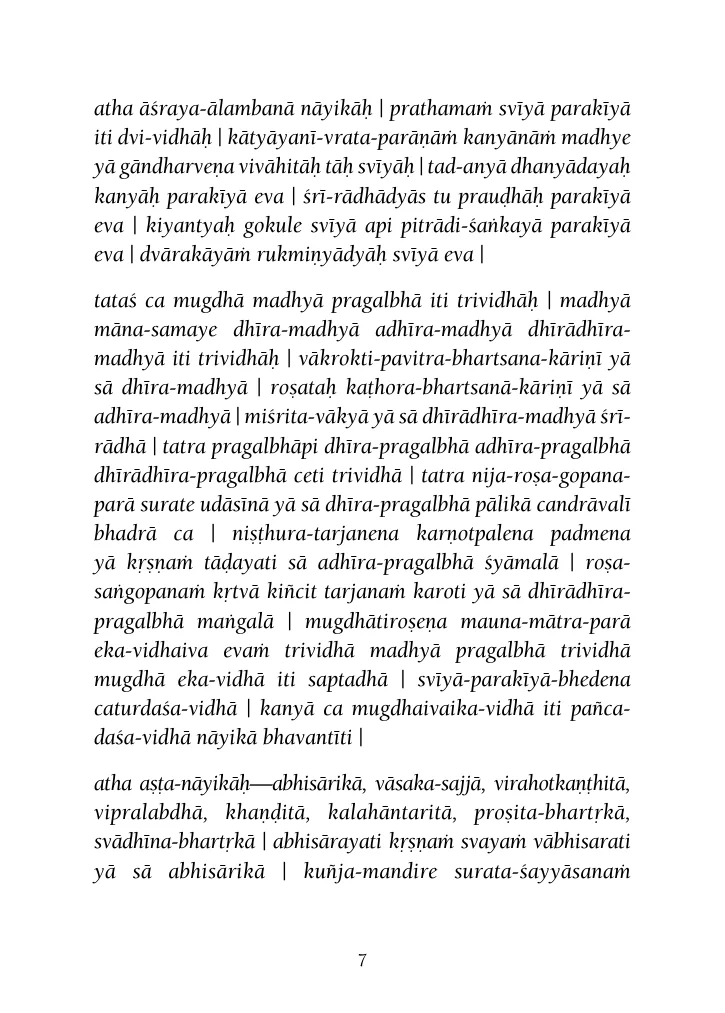 atha āśraya-ālambanā nāyikāḥ | prathamaṁ svīyā parakīyā
iti dvi-vidhāḥ | kātyāyanī-vrata-parāṇāṁ kanyānāṁ madhye
yā gāndharveṇa vivāhitāḥ tāḥ svīyāḥ | tad-anyā dhanyādayaḥ
kanyāḥ parakīyā eva | śrī-rādhādyās tu prauḍhāḥ parakīyā
eva | kiyantyaḥ gokule svīyā api pitrādi-śaṅkayā parakīyā
eva | dvārakāyāṁ rukmiṇyādyāḥ svīyā eva |
tataś ca mugdhā madhyā pragalbhā iti trividhāḥ | madhyā
māna-samaye dhīra-madhyā adhīra-madhyā dhīrādhīra-
madhyā iti trividhāḥ | vākrokti-pavitra-bhartsana-kāriṇī yā
sā dhīra-madhyā | roṣataḥ kaṭhora-bhartsanā-kāriṇī yā sā
adhīra-madhyā | miśrita-vākyā yā sā dhīrādhīra-madhyā śrī-
rādhā | tatra pragalbhāpi dhīra-pragalbhā adhīra-pragalbhā
dhīrādhīra-pragalbhā ceti trividhā | tatra nija-roṣa-gopana-
parā surate udāsīnā yā sā dhīra-pragalbhā pālikā candrāvalī
bhadrā ca | niṣṭhura-tarjanena karṇotpalena padmena
yā kṛṣṇaṁ tāḍayati sā adhīra-pragalbhā śyāmalā | roṣa-
saṅgopanaṁ kṛtvā kiñcit tarjanaṁ karoti yā sā dhīrādhīra-
pragalbhā maṅgalā | mugdhātiroṣeṇa mauna-mātra-parā
eka-vidhaiva evaṁ trividhā madhyā pragalbhā trividhā
mugdhā eka-vidhā iti saptadhā | svīyā-parakīyā-bhedena
caturdaśa-vidhā | kanyā ca mugdhaivaika-vidhā iti pañca-
daśa-vidhā nāyikā bhavantīti |
atha aṣṭa-nāyikāḥ—abhisārikā, vāsaka-sajjā, virahotkaṇṭhitā,
vipralabdhā, khaṇḍitā, kalahāntaritā, proṣita-bhartṛkā,
svādhīna-bhartṛkā | abhisārayati kṛṣṇaṁ svayaṁ vābhisarati
yā sā abhisārikā | kuñja-mandire surata-śayyāsanaṁ
7